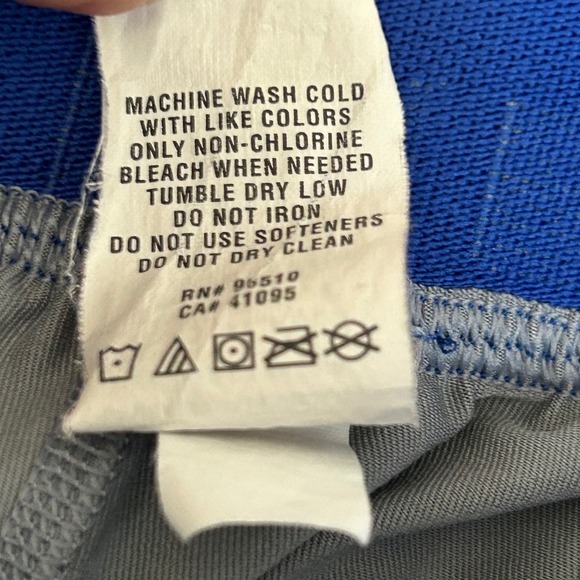 MACHINE WASH COLD
WITH LIKE COLORS
ONLY NON-CHLORINE
BLEACH WHEN NEEDED
TUMBLE DRY LOW
DO NOT IRON
DO NOT USE SOFTENERS
DO NOT DRY CLEAN
RN# 96510
CA# 41095